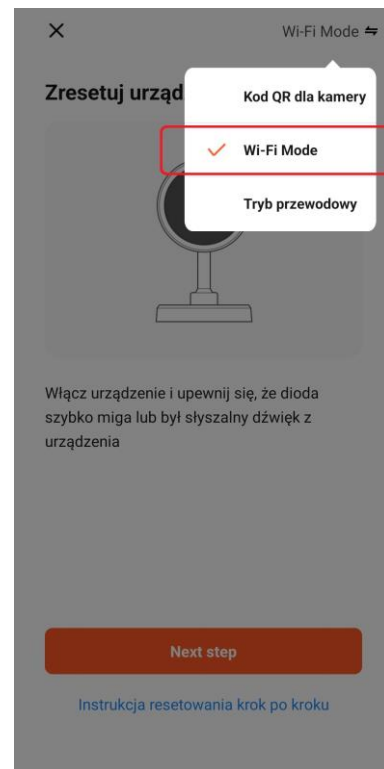 Wi-Fi Mode
Zresetuj urząd
Kod QR dla kamery
Wi-Fi Mode
Tryb przewodowy
Włącz urządzenie i upewnij się, że dioda
szybko miga lub był słyszalny dźwięk z
urządzenia
Next step
Instrukcja resetowania krok po kroku